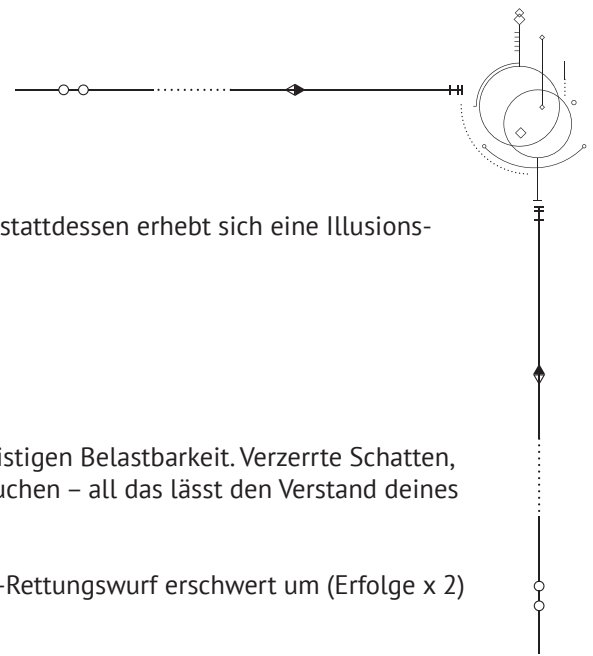 stattdessen erhebt sich eine Illusions-
istigen Belastbarkeit. Verzerrte Schatten,
uchen – all das lässt den Verstand deines
-Rettungswurf erschwert um (Erfolge x 2)